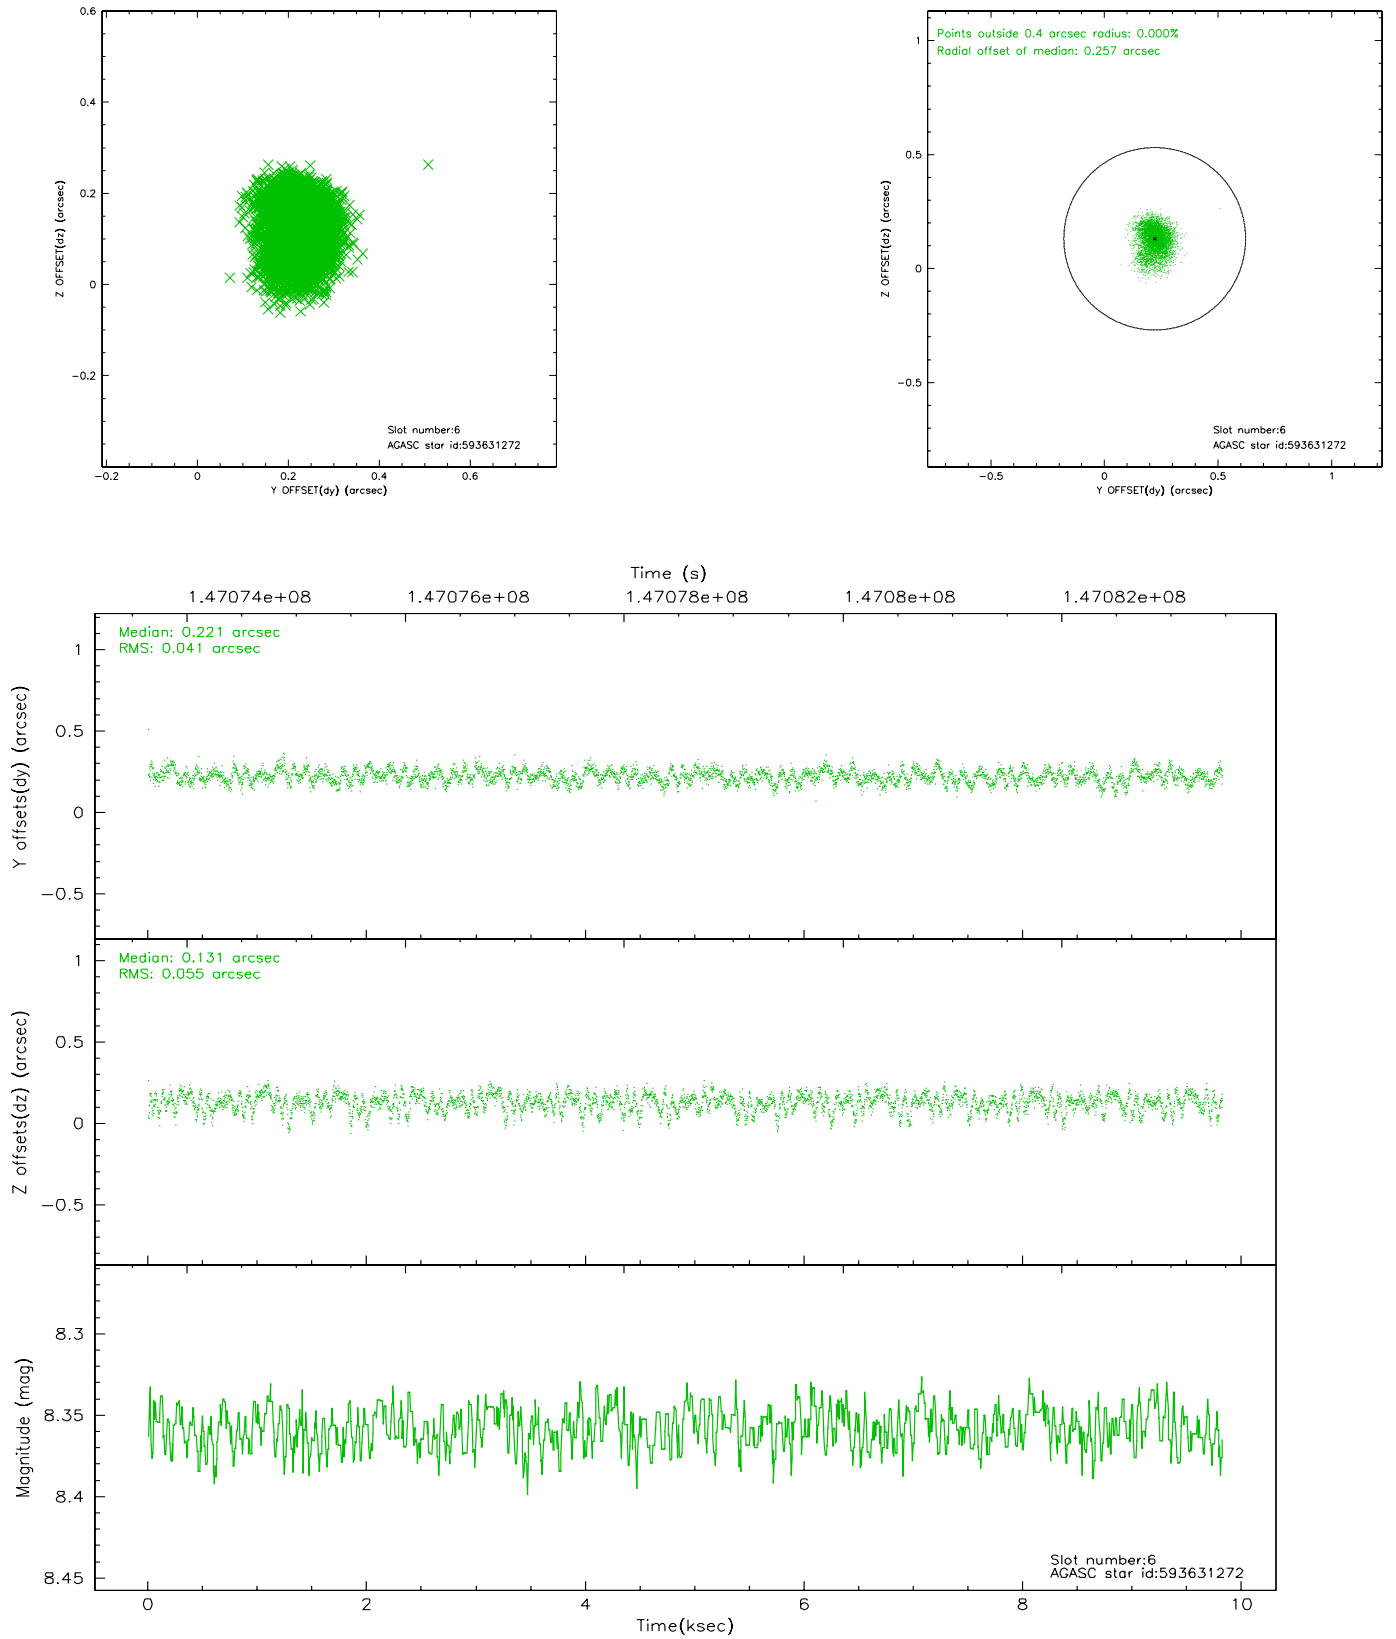 0.6
0.4
0.2
0
−0.2
−0.2
0
0.2
0.4
0.6
Z OFFSET(dz) (arcsec)
Y OFFSET(dy) (arcsec)
Slot number:6
AGASC star id:593631272
Points outside 0.4 arcsec radius: 0.000%
Radial offset of median: 0.257 arcsec
1
0.5
0
−0.5
−0.5
0
0.5
1
Z OFFSET(dz) (arcsec)
Y OFFSET(dy) (arcsec)
Slot number:6
AGASC star id:593631272
Time (s)
1.47074e+08
1.47076e+08
1.47078e+08
1.4708e+08
1.47082e+08
Median: 0.221 arcsec
RMS: 0.041 arcsec
1
0.5
0
−0.5
Y offsets(dy) (arcsec)
Median: 0.131 arcsec
RMS: 0.055 arcsec
1
0.5
0
−0.5
Z offsets(dz) (arcsec)
8.3
8.35
8.4
8.45
Magnitude (mag)
Slot number:6
AGASC star id:593631272
0
2
4
6
8
10
Time(ksec)